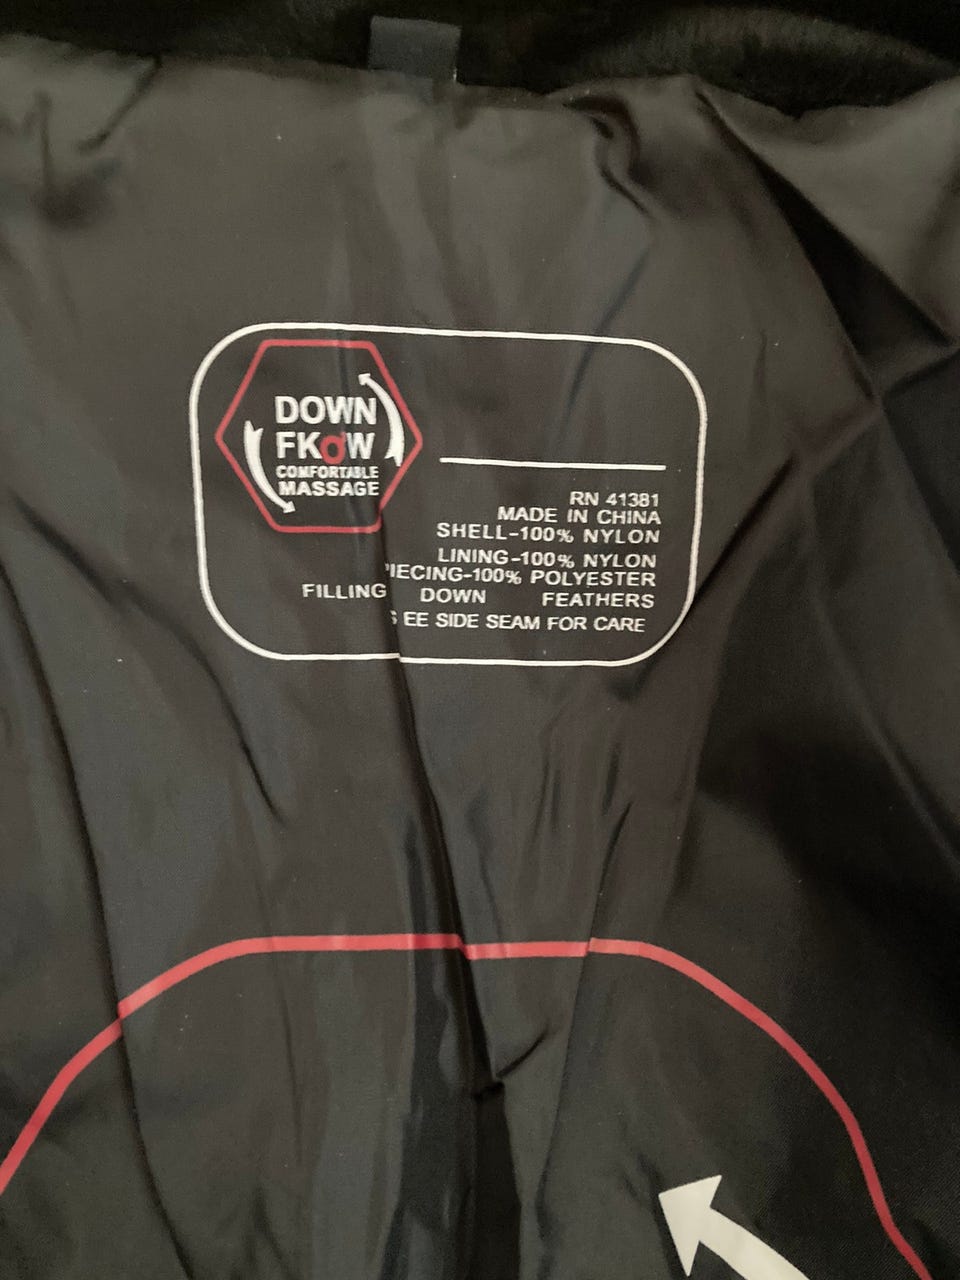 DOWN
FKOW
COMFORTABLE
MASSAGE
RN 41381
MADE IN CHINA
SHELL-100% NYLON
LINING-100% NYLON
PIECING-100% POLYESTER
FILLING DOWN FEATHERS
S EE SIDE SEAM FOR CARE